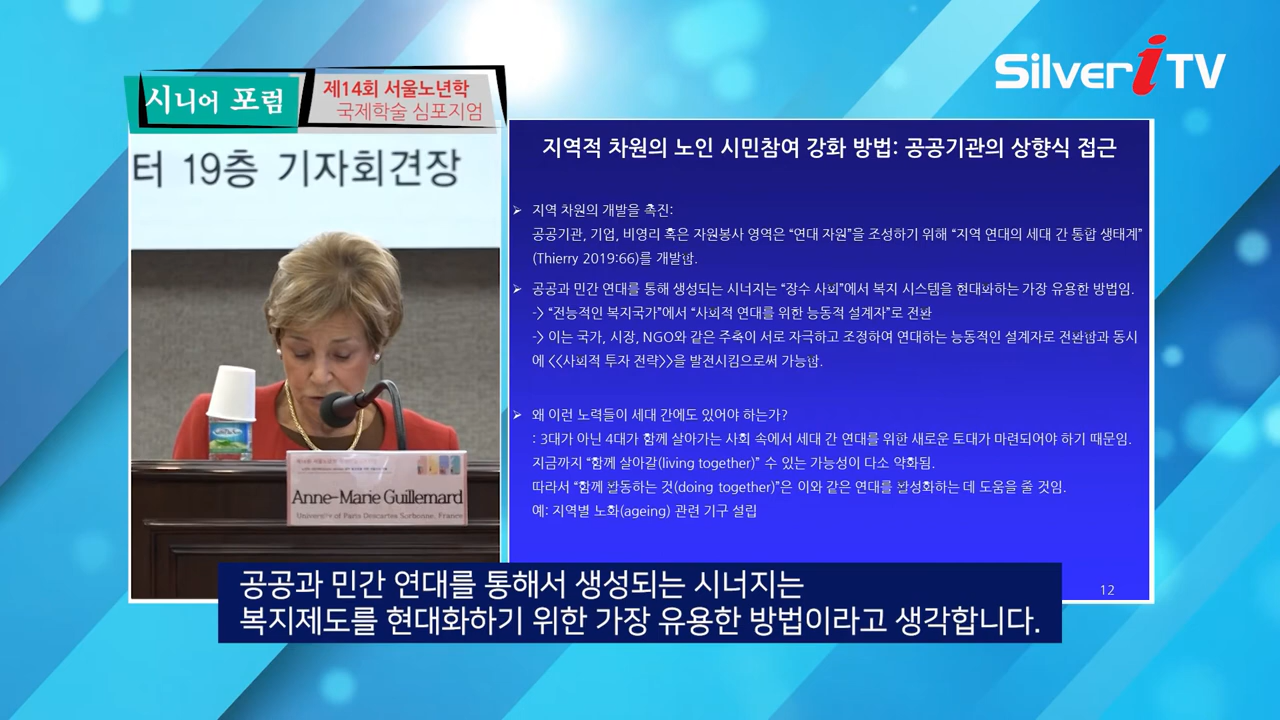 Silver i TV
시니어 포럼
제14회 서울노년학
국제학술 심포지엄
터 19층 기자회견장
Anne-Marie Guillemard
University of Paris Descartes Sorbonne, France
지역적 차원의 노인 시민참여 강화 방법: 공공기관의 상향식 접근
➢ 지역 차원의 개발을 촉진:
공공기관, 기업, 비영리 혹은 자원봉사 영역은 “연대 자원”을 조성하기 위해 “지역 연대의 세대 간 통합 생태계”
(Thierry 2019:66)를 개발함.
➢ 공공과 민간 연대를 통해 생성되는 시너지는 “장수 사회”에서 복지 시스템을 현대화하는 가장 유용한 방법임.
-> “전능적인 복지국가”에서 “사회적 연대를 위한 능동적 설계자”로 전환
-> 이는 국가, 시장, NGO와 같은 주축이 서로 자극하고 조정하여 연대하는 능동적인 설계자로 전환함과 동시
에 <<사회적 투자 전략>>을 발전시킴으로써 가능함.
➢ 왜 이런 노력들이 세대 간에도 있어야 하는가?
: 3대가 아닌 4대가 함께 살아가는 사회 속에서 세대 간 연대를 위한 새로운 토대가 마련되어야 하기 때문임.
지금까지 “함께 살아갈(living together)” 수 있는 가능성이 다소 약화됨.
따라서 “함께 활동하는 것(doing together)”은 이와 같은 연대를 활성화하는 데 도움을 줄 것임.
예: 지역별 노화(ageing) 관련 기구 설립
12
공공과 민간 연대를 통해서 생성되는 시너지는
복지제도를 현대화하기 위한 가장 유용한 방법이라고 생각합니다.